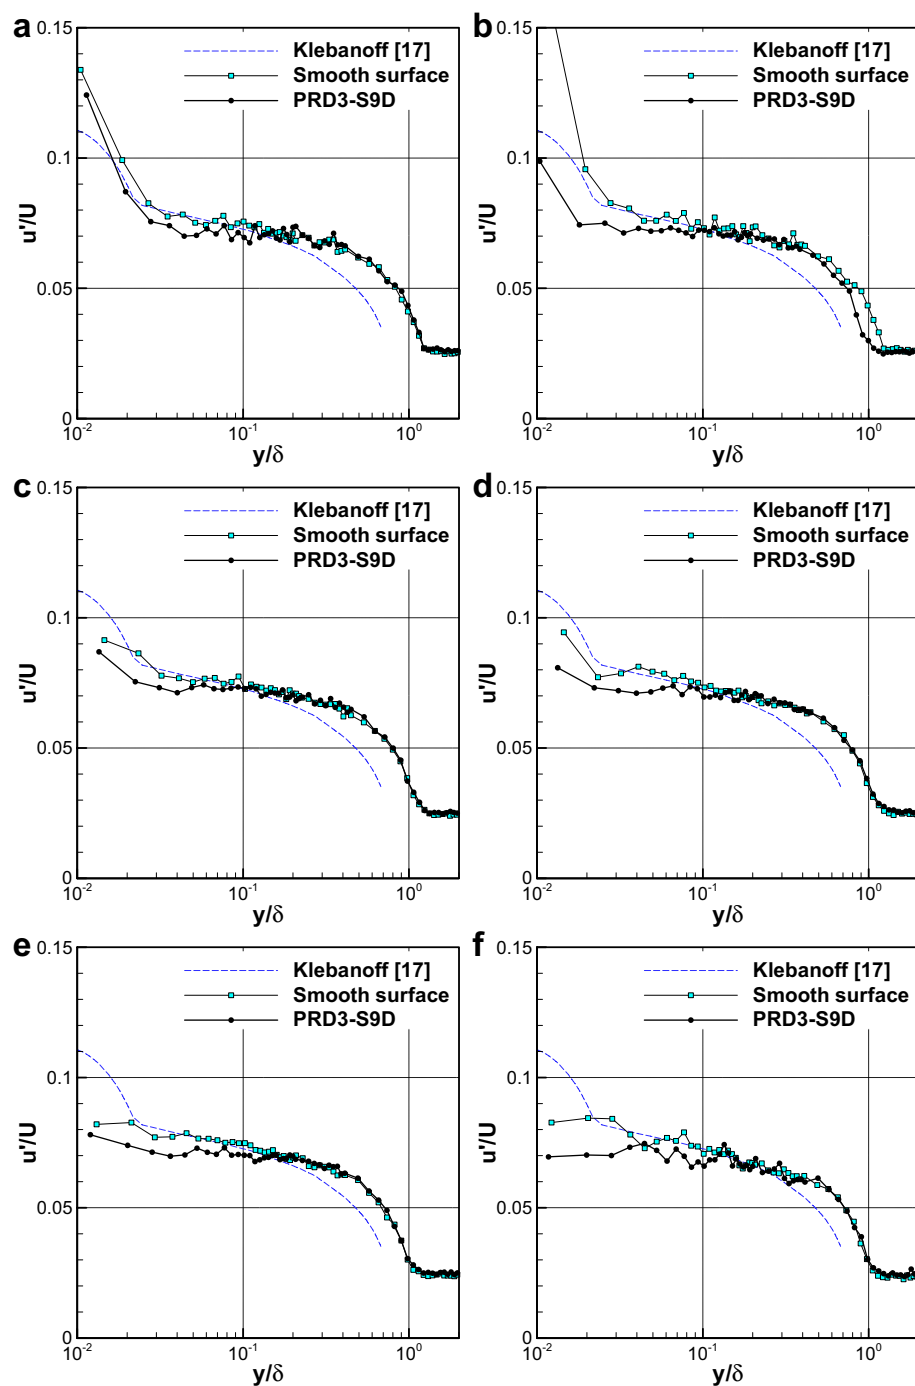 a
0.15
Klebanoff [17]
Smooth surface
PRD3-S9D
0.1
u'/U
0.05
0
10⁻²
10⁻¹
10⁰
y/δ
b
0.15
Klebanoff [17]
Smooth surface
PRD3-S9D
0.1
u'/U
0.05
0
10⁻²
10⁻¹
10⁰
y/δ
c
0.15
Klebanoff [17]
Smooth surface
PRD3-S9D
0.1
u'/U
0.05
0
10⁻²
10⁻¹
10⁰
y/δ
d
0.15
Klebanoff [17]
Smooth surface
PRD3-S9D
0.1
u'/U
0.05
0
10⁻²
10⁻¹
10⁰
y/δ
e
0.15
Klebanoff [17]
Smooth surface
PRD3-S9D
0.1
u'/U
0.05
0
10⁻²
10⁻¹
10⁰
y/δ
f
0.15
Klebanoff [17]
Smooth surface
PRD3-S9D
0.1
u'/U
0.05
0
10⁻²
10⁻¹
10⁰
y/δ